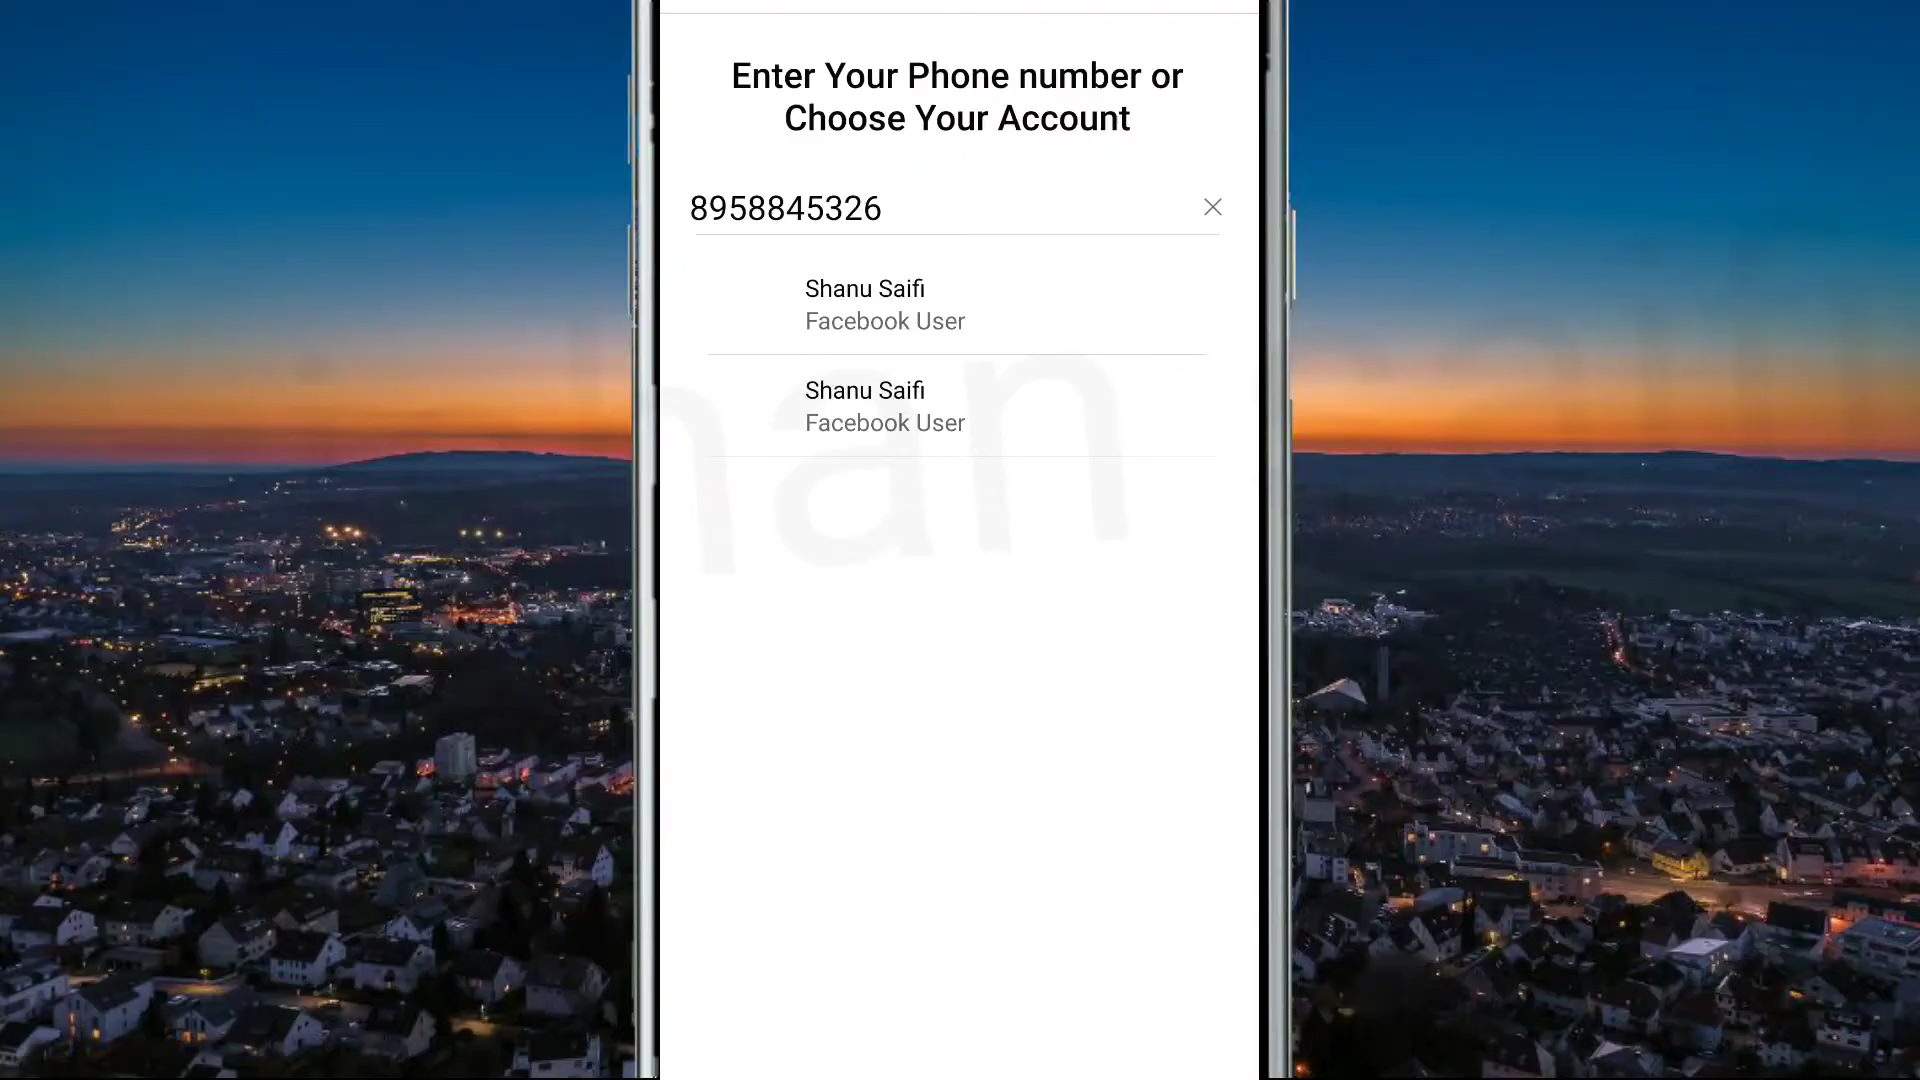 Enter Your Phone number or
Choose Your Account
8958845326
Shanu Saifi
Facebook User
Shanu Saifi
Facebook User